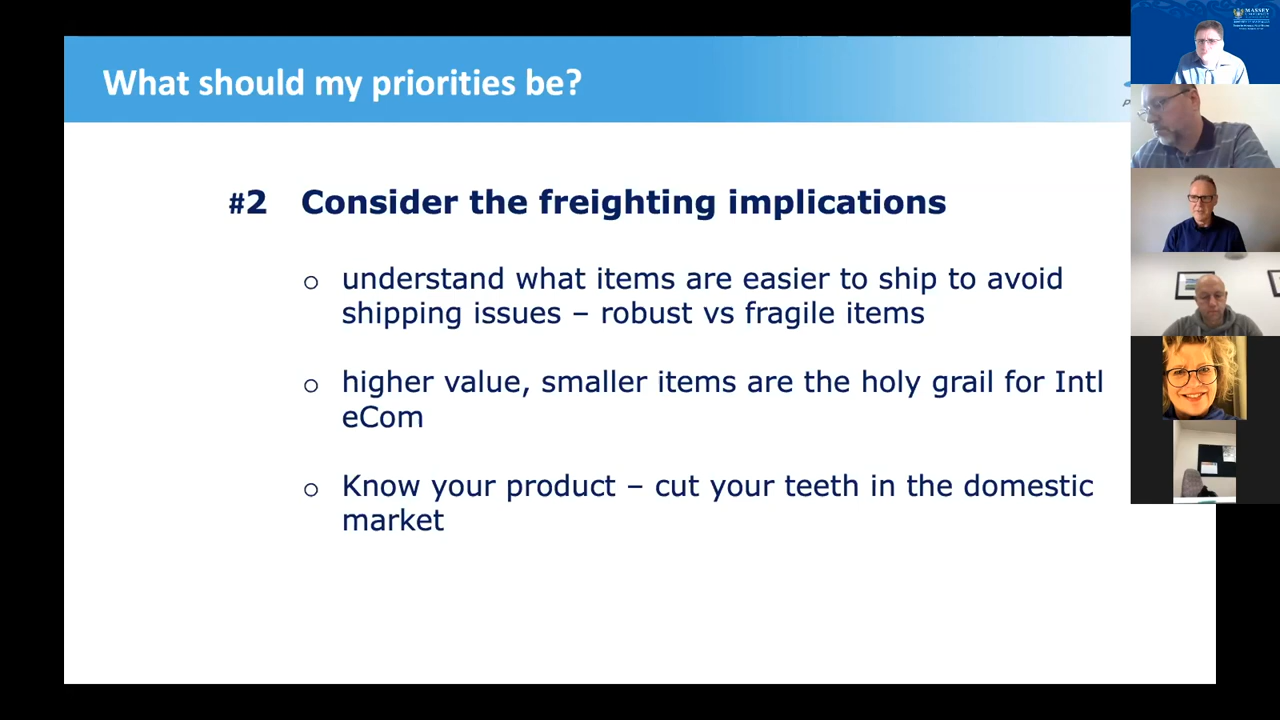 What should my priorities be?
#2 Consider the freighting implications
o understand what items are easier to ship to avoid
shipping issues – robust vs fragile items
o higher value, smaller items are the holy grail for Intl
eCom
o Know your product – cut your teeth in the domestic
market
MASSEY